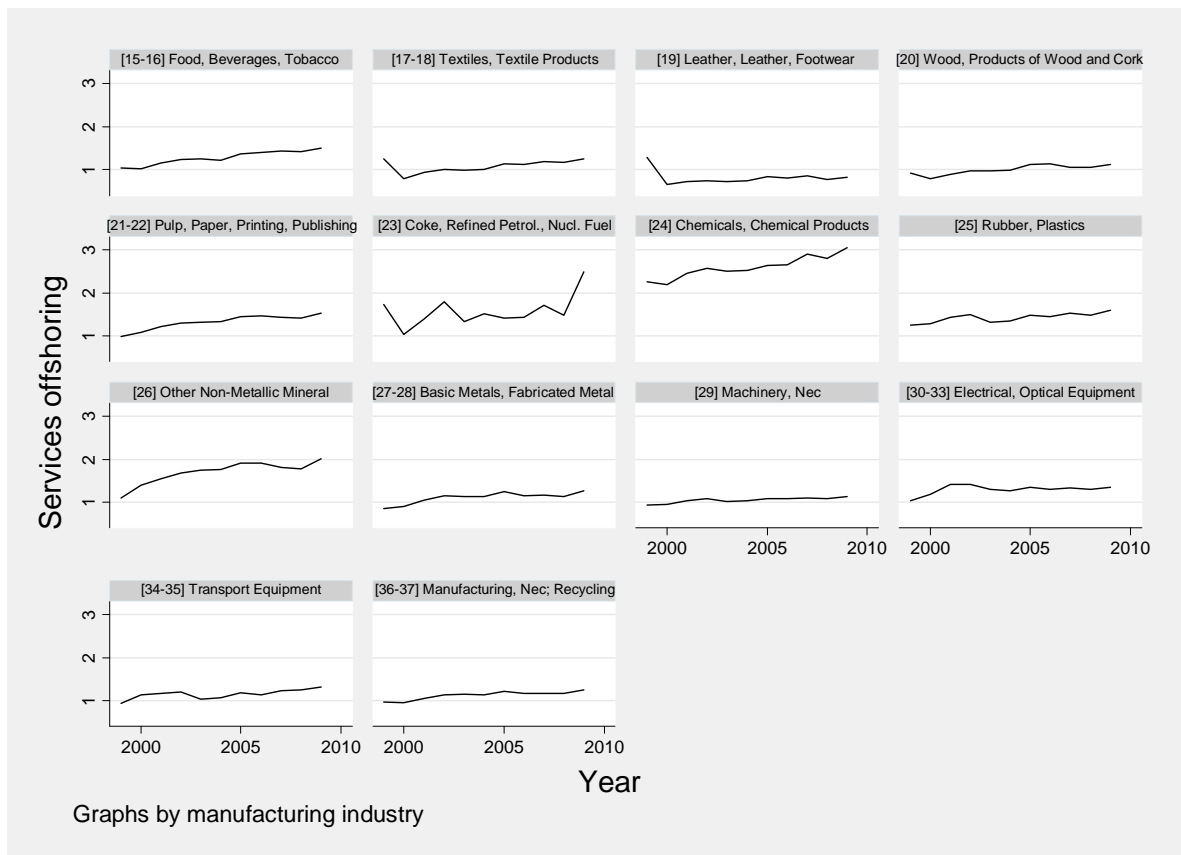 [15-16] Food, Beverages, Tobacco
[17-18] Textiles, Textile Products
[19] Leather, Leather, Footwear
[20] Wood, Products of Wood and Cork
3
2
1
[21-22] Pulp, Paper, Printing, Publishing
[23] Coke, Refined Petrol., Nucl. Fuel
[24] Chemicals, Chemical Products
[25] Rubber, Plastics
3
2
1
Services offshoring
[26] Other Non-Metallic Mineral
[27-28] Basic Metals, Fabricated Metal
[29] Machinery, Nec
[30-33] Electrical, Optical Equipment
3
2
1
2000 2005 2010
2000 2005 2010
[34-35] Transport Equipment
[36-37] Manufacturing, Nec; Recycling
3
2
1
2000 2005 2010
2000 2005 2010
Year
Graphs by manufacturing industry